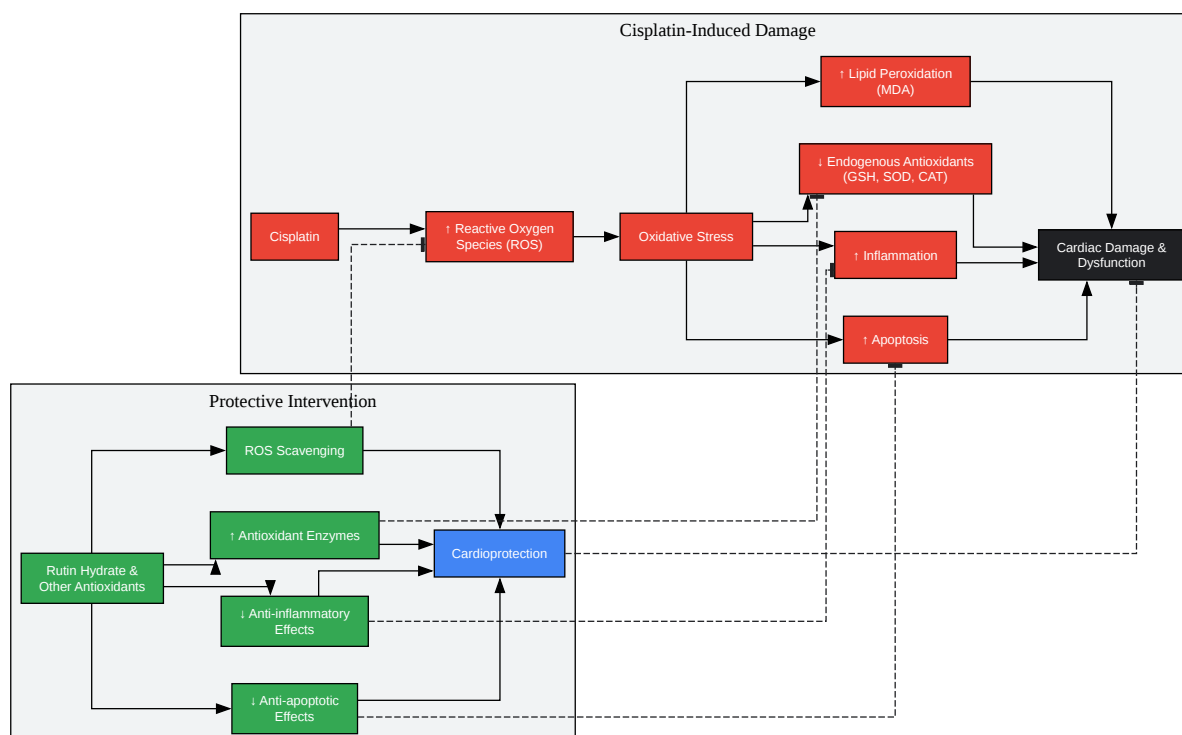 Cisplatin-Induced Damage
↑ Lipid Peroxidation
(MDA)
↓ Endogenous Antioxidants
(GSH, SOD, CAT)
Cisplatin
↑ Reactive Oxygen
Species (ROS)
Oxidative Stress
↑ Inflammation
Cardiac Damage &
Dysfunction
↑ Apoptosis
Protective Intervention
ROS Scavenging
↑ Antioxidant Enzymes
Cardioprotection
Rutin Hydrate &
Other Antioxidants
↓ Anti-inflammatory
Effects
↓ Anti-apoptotic
Effects